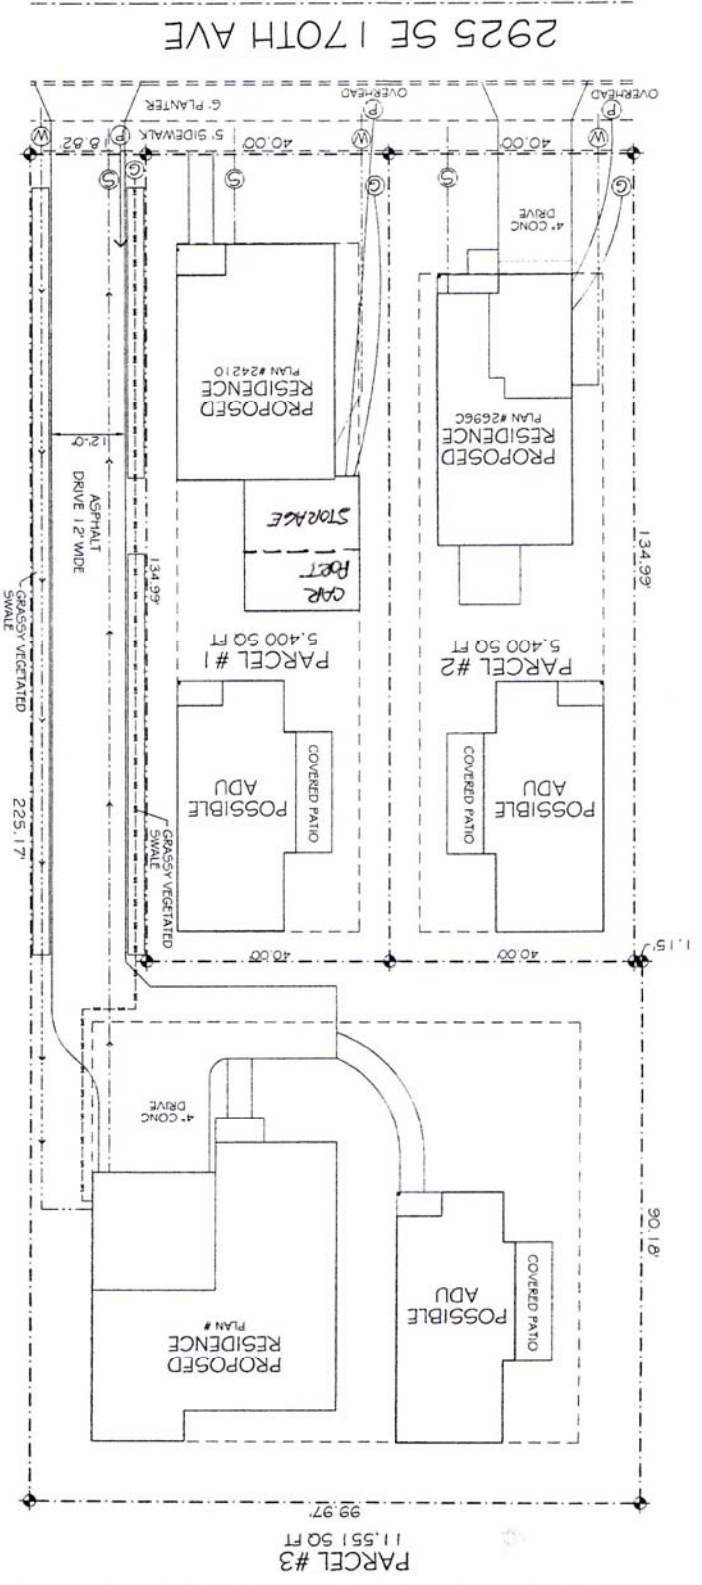 2925 SE 170TH AVE
6' PLANTER
OVERHEAD
OVERHEAD
5' SIDEWALK
W
18.82
P
S
G
40.00'
S
W
P
G
40.00'
S
W
P
G
4" CONC
DRIVE
PROPOSED
RESIDENCE
PLAN #24210
PROPOSED
RESIDENCE
PLAN #2696C
12'-0"
ASPHALT
DRIVE 12' WIDE
GRASSY VEGETATED
SWALE
STORAGE
CAR
PORT
134.99'
134.99'
PARCEL #1
5,400 SQ FT
PARCEL #2
5,400 SQ FT
POSSIBLE
ADU
COVERED PATIO
POSSIBLE
ADU
COVERED PATIO
GRASSY VEGETATED
SWALE
225.17'
40.00'
40.00'
1.15'
4" CONC
DRIVE
PROPOSED
RESIDENCE
PLAN #
POSSIBLE
ADU
COVERED PATIO
90.18'
99.97'
PARCEL #3
11,551 SQ FT